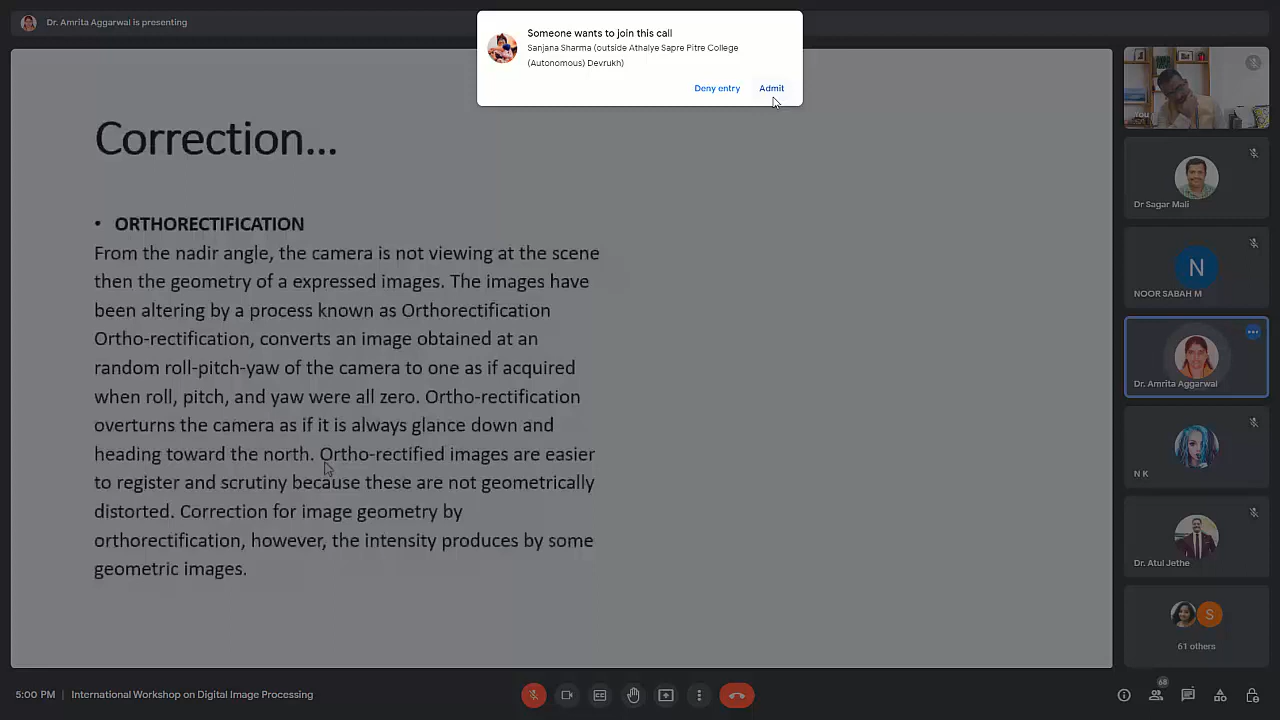 Dr. Amrita Aggarwal is presenting
Someone wants to join this call
Sanjana Sharma (outside Athalye Sapre Pitre College
(Autonomous) Devrukh)
Deny entry
Admit
Correction...
• ORTHORECTIFICATION
From the nadir angle, the camera is not viewing at the scene
then the geometry of a expressed images. The images have
been altering by a process known as Orthorectification
Ortho-rectification, converts an image obtained at an
random roll-pitch-yaw of the camera to one as if acquired
when roll, pitch, and yaw were all zero. Ortho-rectification
overturns the camera as if it is always glance down and
heading toward the north. Ortho-rectified images are easier
to register and scrutiny because these are not geometrically
distorted. Correction for image geometry by
orthorectification, however, the intensity produces by some
geometric images.
You
Dr Sagar Mali
N
NOOR SABAH M
Dr. Amrita Aggarwal
N K
Dr. Atul Jethe
S
61 others
5:00 PM | International Workshop on Digital Image Processing
68